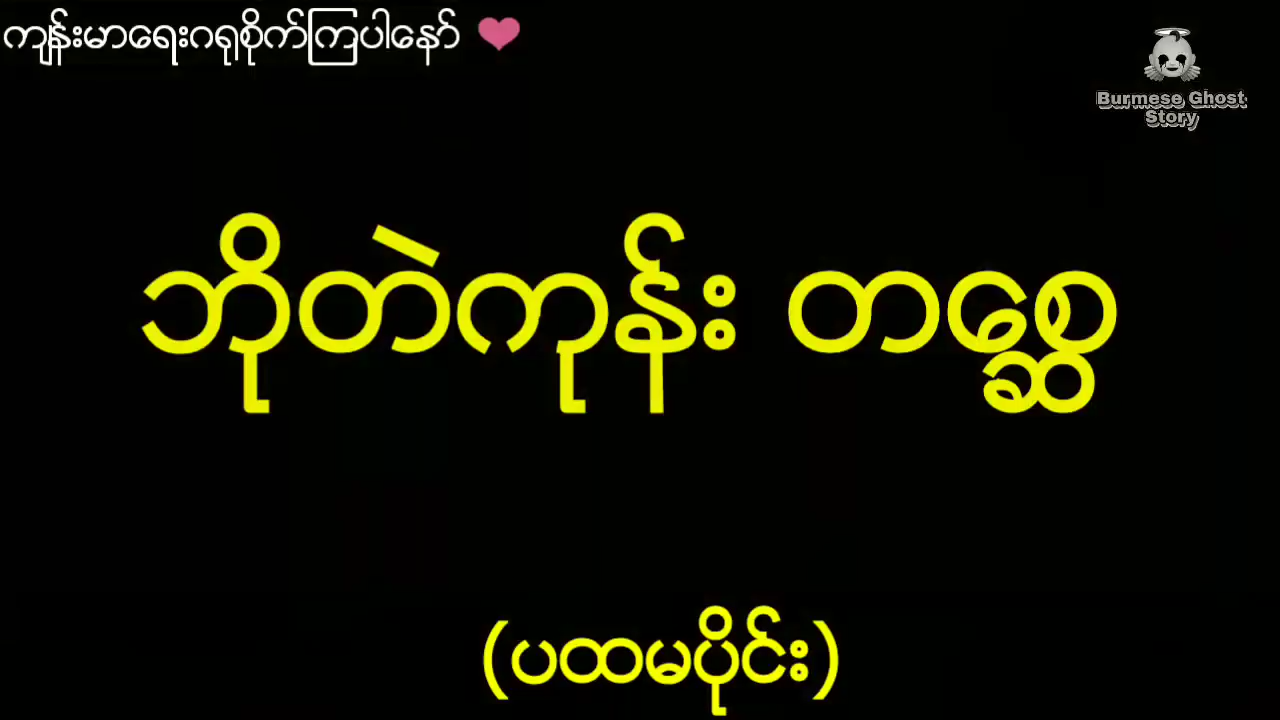 ကျန်းမာရေးဂရုစိုက်ကြပါနော် ❤
Burmese Ghost
Story
ဘိုတဲကုန်း တစ္ဆေ
(ပထမပိုင်း)